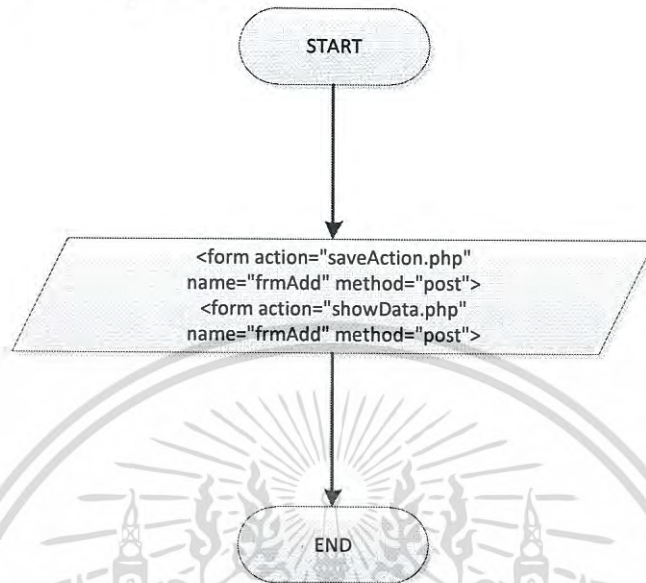 START
<form action="saveAction.php"
name="frmAdd" method="post">
<form action="showData.php"
name="frmAdd" method="post">
END